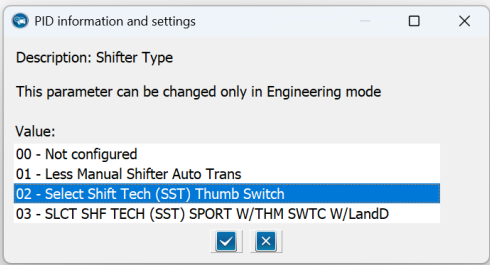 PID information and settings
Description: Shifter Type
This parameter can be changed only in Engineering mode
Value:
00 - Not configured
01 - Less Manual Shifter Auto Trans
02 - Select Shift Tech (SST) Thumb Switch
03 - SLCT SHF TECH (SST) SPORT W/THM SWTC W/LandD